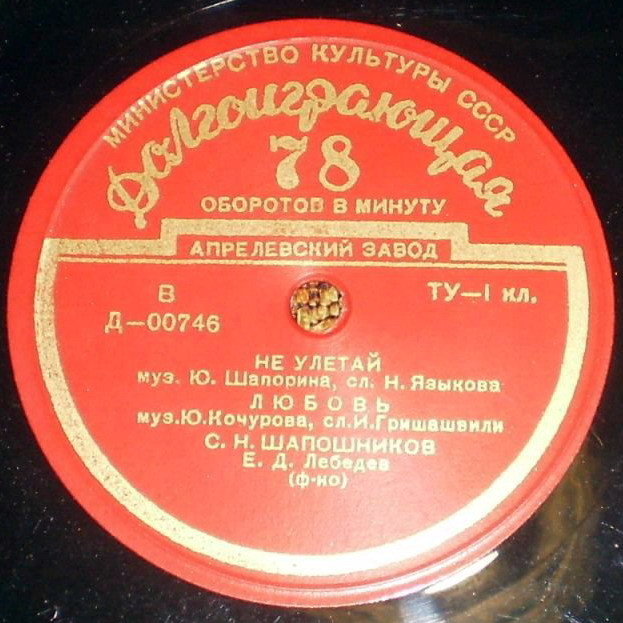 МИНИСТЕРСТВО КУЛЬТУРЫ СССР
Долгоиграющая
78
ОБОРОТОВ В МИНУТУ
АПРЕЛЕВСКИЙ ЗАВОД
В
ТУ—I кл.
Д—00746
НЕ УЛЕТАЙ
муз. Ю. Шапорина, сл. Н. Языкова
ЛЮБОВЬ
муз.Ю.Кочурова, сл.И.Гришашвили
С. Н. ШАПОШНИКОВ
Е. Д. Лебедев
(ф-но)